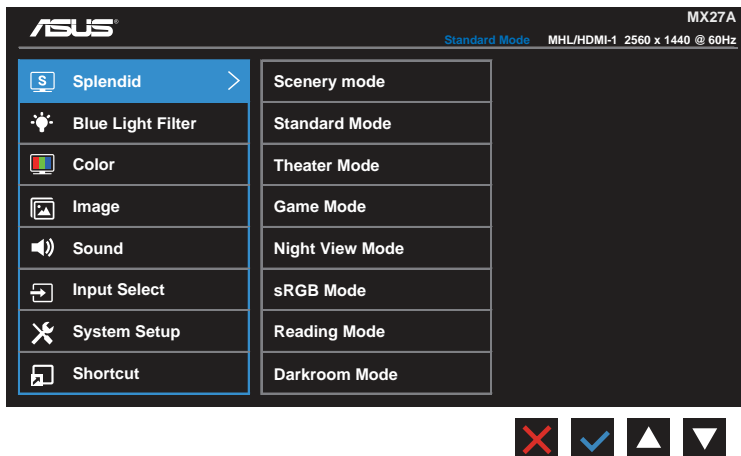 ASUS
MX27A
Standard Mode MHL/HDMI-1 2560 x 1440 @ 60Hz
S Splendid
Blue Light Filter
Color
Image
Sound
Input Select
System Setup
Shortcut
Scenery mode
Standard Mode
Theater Mode
Game Mode
Night View Mode
sRGB Mode
Reading Mode
Darkroom Mode